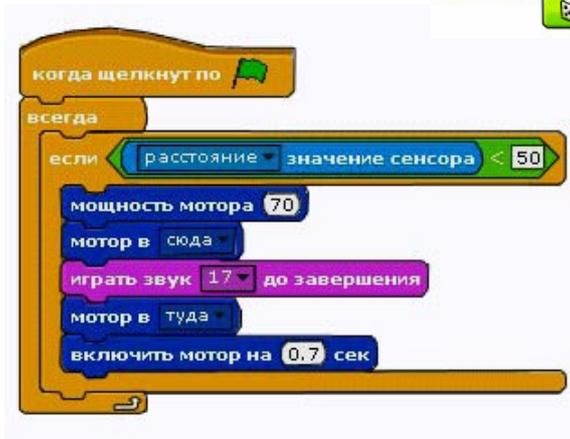 когда щелкнут по
всегда
если расстояние значение сенсора < 50
мощность мотора 70
мотор в сюда
играть звук 17 до завершения
мотор в туда
включить мотор на 0.7 сек